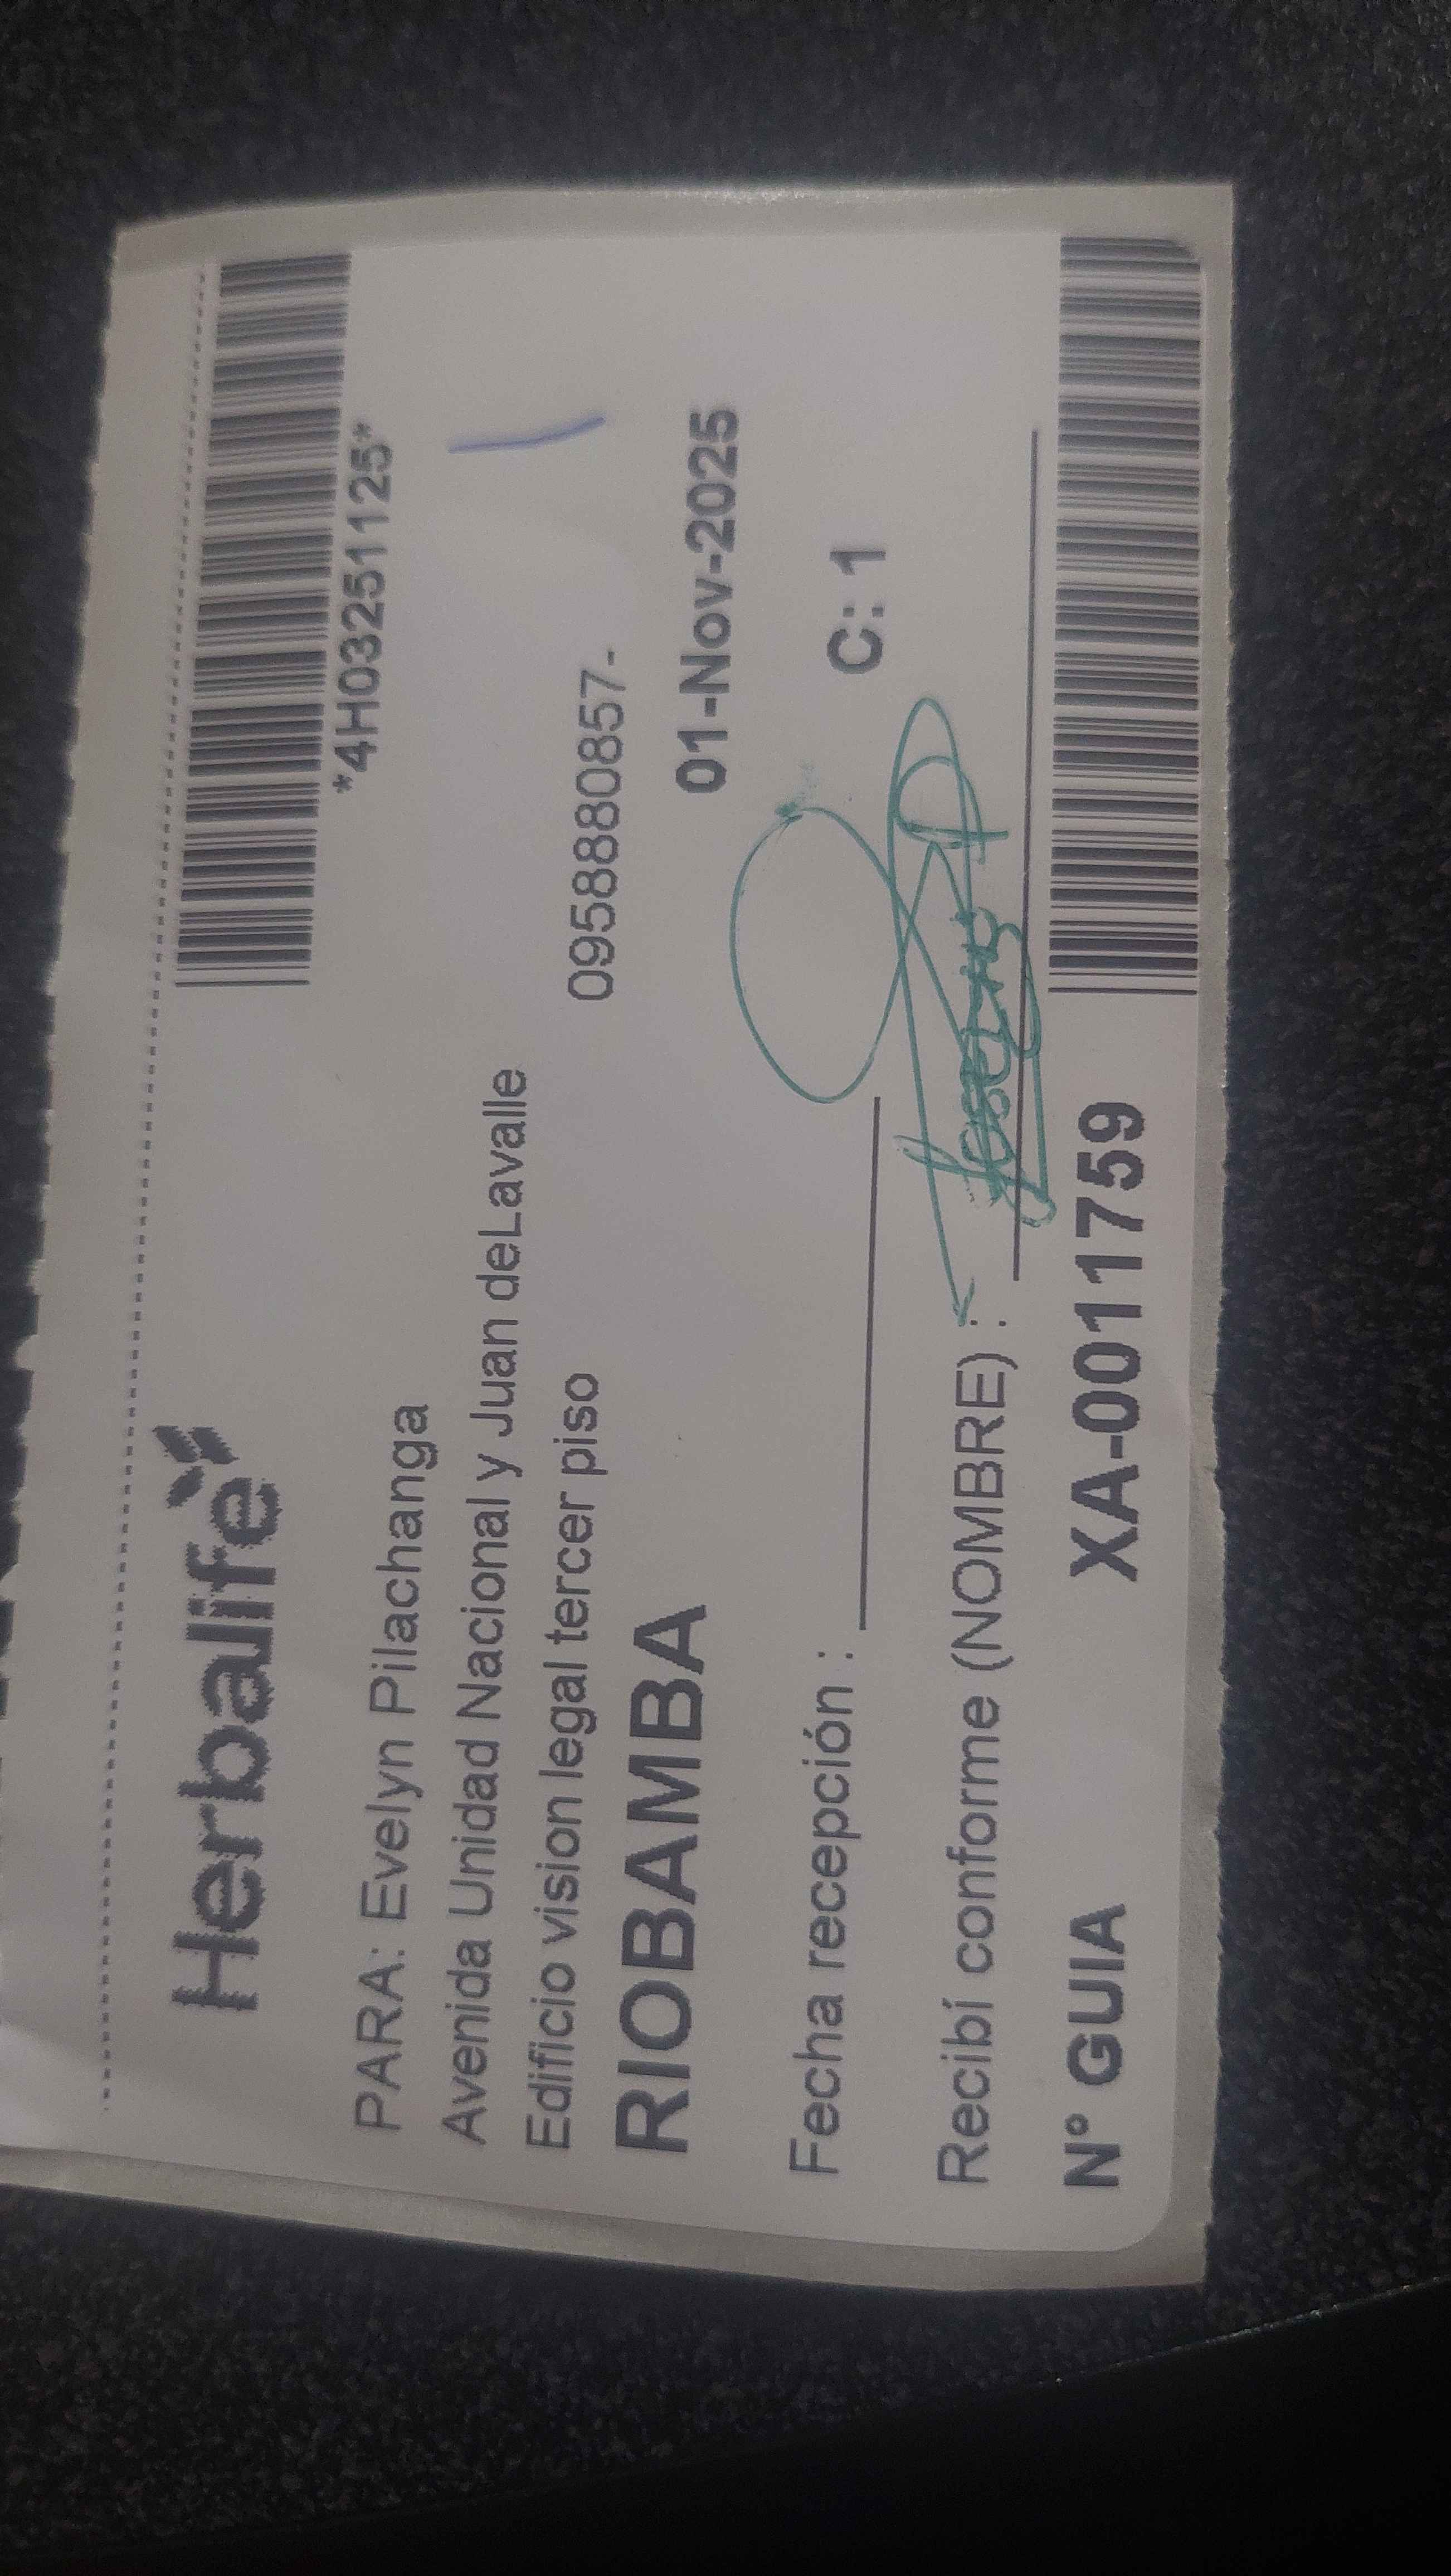 Herbalife
*4H03251125*
PARA: Evelyn Pilachanga
Avenida Unidad Nacional y Juan deLavalle
Edificio vision legal tercer piso
0958880857-
RIOBAMBA
01-Nov-2025
Fecha recepción :
C: 1
Recibí conforme (NOMBRE) :
N° GUIA XA-0011759